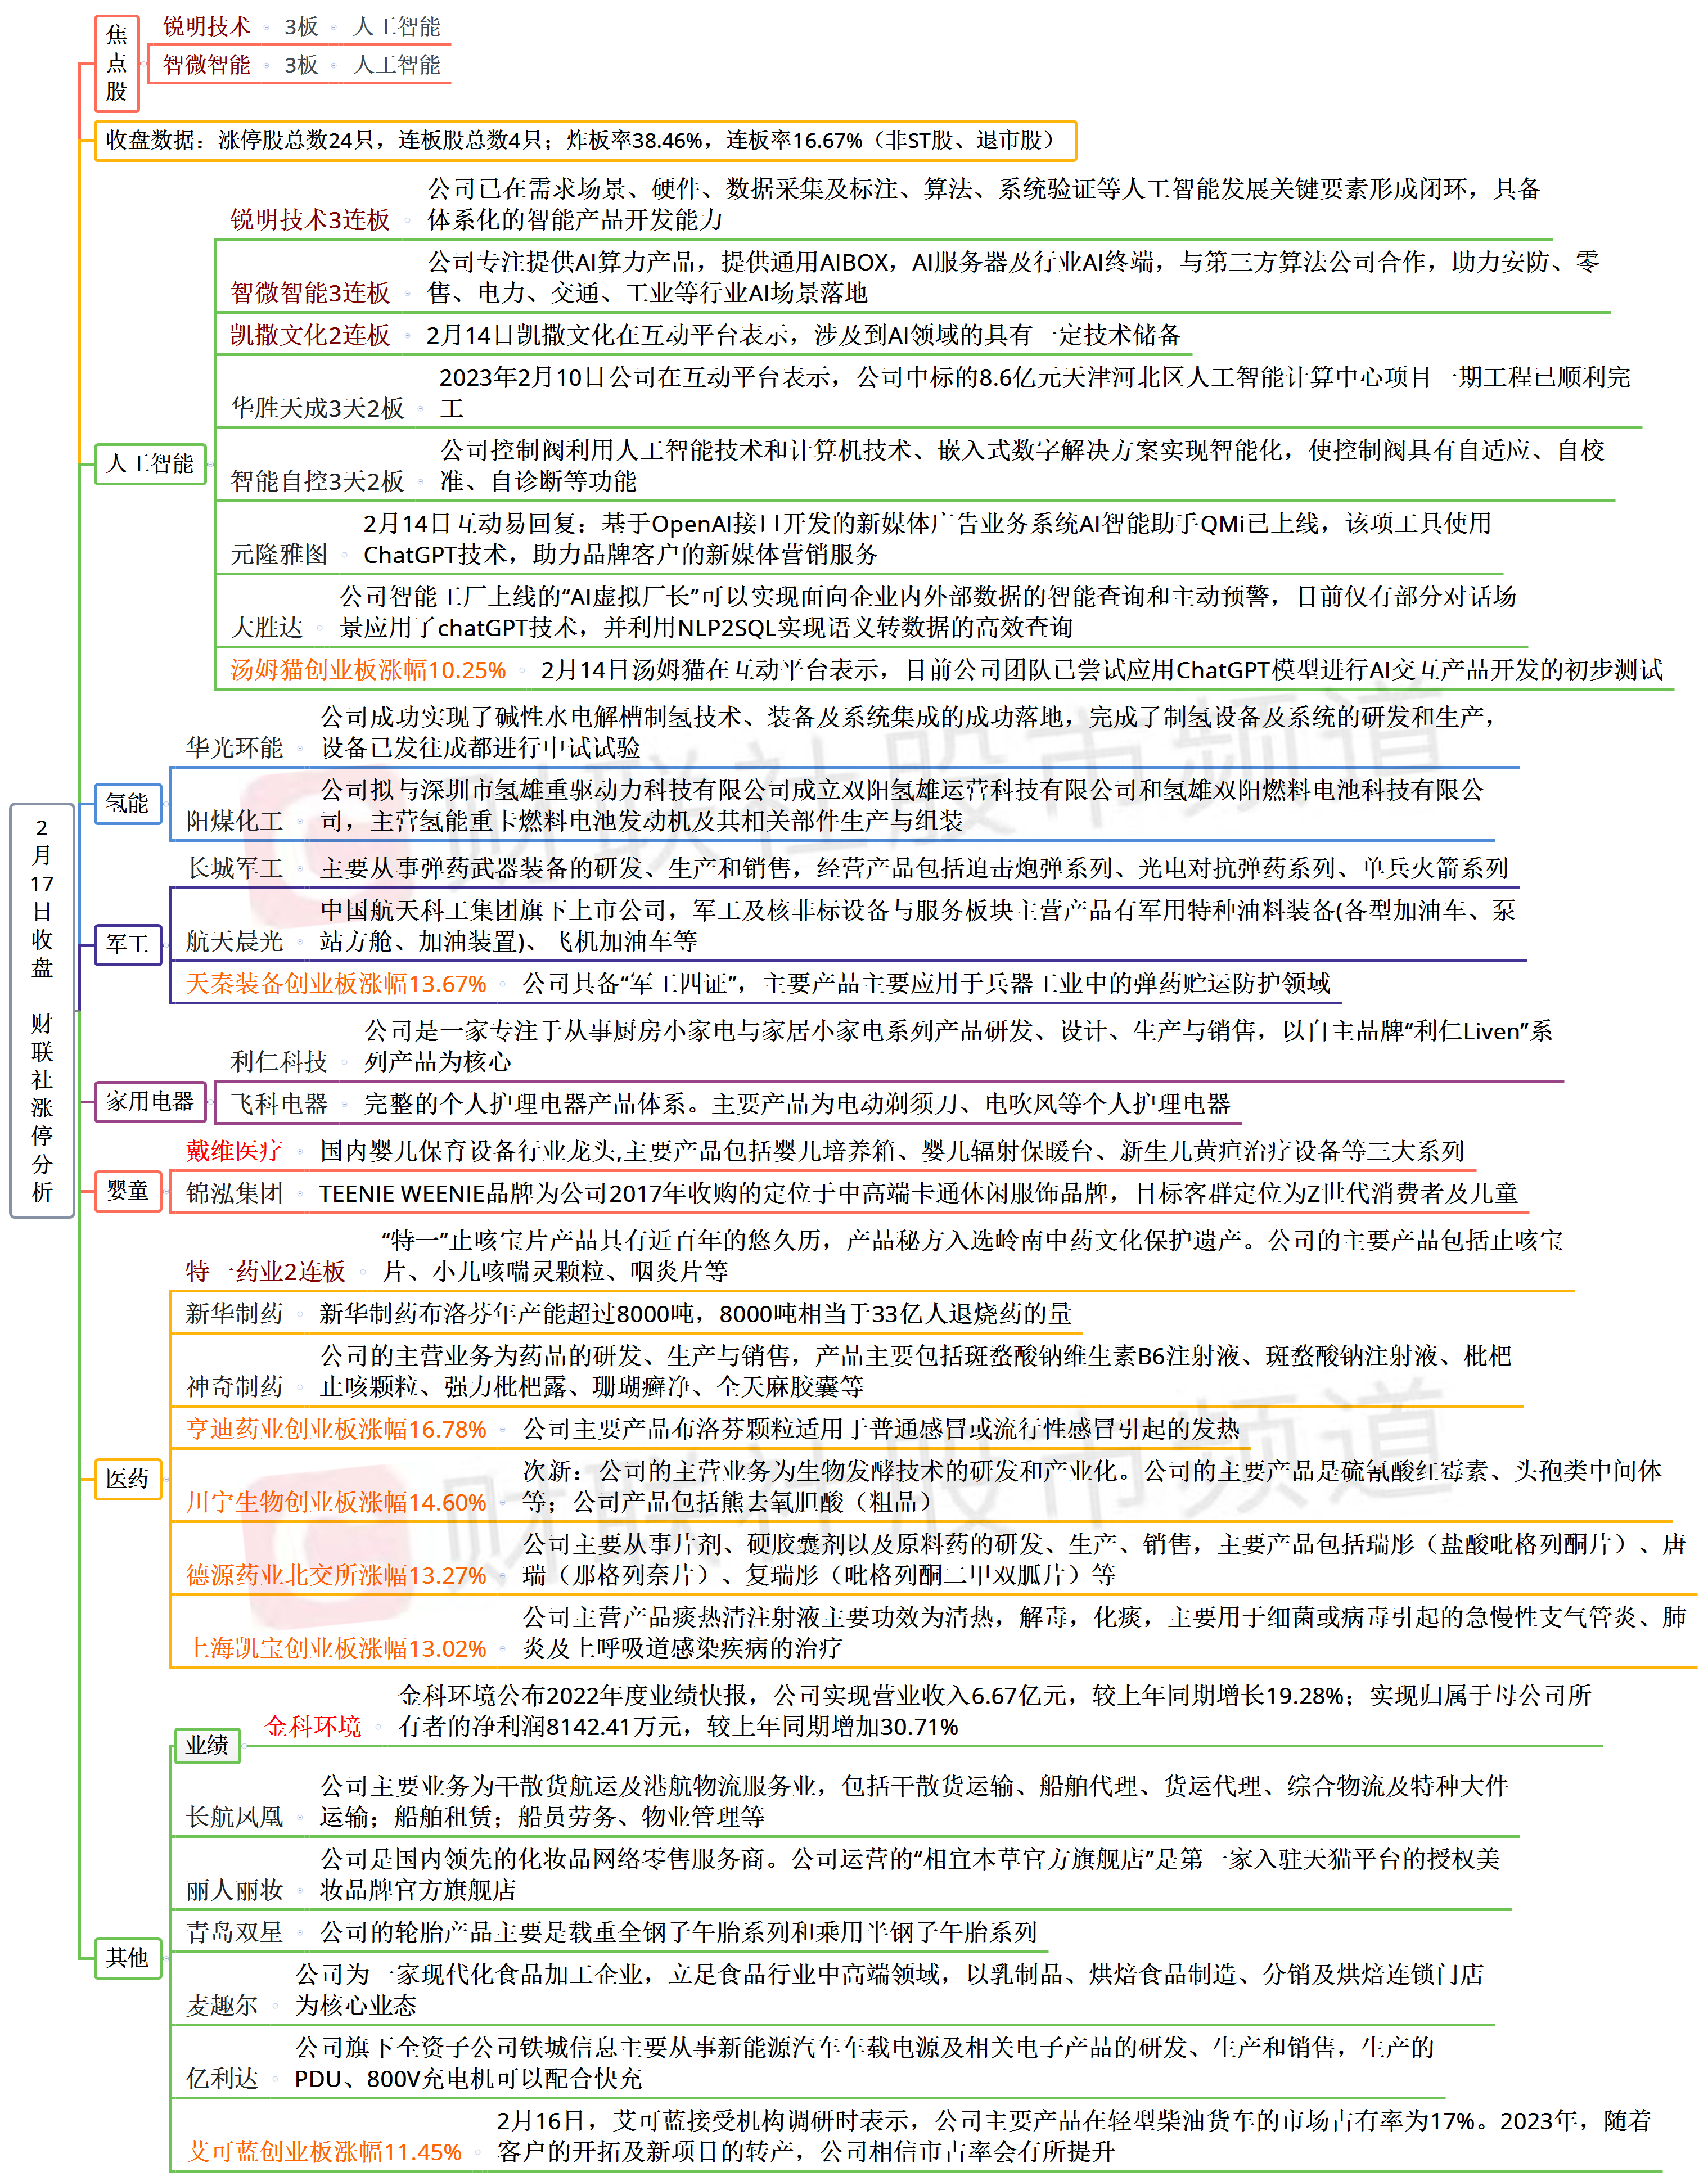 焦点股
锐明技术 3板 人工智能
智微智能 3板 人工智能
收盘数据：涨停股总数24只，连板股总数4只；炸板率38.46%，连板率16.67%（非ST股、退市股）
2月17日收盘 财联社涨停分析
人工智能
锐明技术3连板
公司已在需求场景、硬件、数据采集及标注、算法、系统验证等人工智能发展关键要素形成闭环，具备
体系化的智能产品开发能力
智微智能3连板
公司专注提供AI算力产品，提供通用AIBOX，AI服务器及行业AI终端，与第三方算法公司合作，助力安防、零
售、电力、交通、工业等行业AI场景落地
凯撒文化2连板 2月14日凯撒文化在互动平台表示，涉及到AI领域的具有一定技术储备
华胜天成3天2板
2023年2月10日公司在互动平台表示，公司中标的8.6亿元天津河北区人工智能计算中心项目一期工程已顺利完
工
智能自控3天2板
公司控制阀利用人工智能技术和计算机技术、嵌入式数字解决方案实现智能化，使控制阀具有自适应、自校
准、自诊断等功能
元隆雅图
2月14日互动易回复：基于OpenAI接口开发的新媒体广告业务系统AI智能助手QMi已上线，该项工具使用
ChatGPT技术，助力品牌客户的新媒体营销服务
大胜达
公司智能工厂上线的“AI虚拟厂长”可以实现面向企业内外部数据的智能查询和主动预警，目前仅有部分对话场
景应用了chatGPT技术，并利用NLP2SQL实现语义转数据的高效查询
汤姆猫创业板涨幅10.25% 2月14日汤姆猫在互动平台表示，目前公司团队已尝试应用ChatGPT模型进行AI交互产品开发的初步测试
氢能
华光环能
公司成功实现了碱性水电解槽制氢技术、装备及系统集成的成功落地，完成了制氢设备及系统的研发和生产，
设备已发往成都进行中试试验
阳煤化工
公司拟与深圳市氢雄重驱动力科技有限公司成立双阳氢雄运营科技有限公司和氢雄双阳燃料电池科技有限公
司，主营氢能重卡燃料电池发动机及其相关部件生产与组装
军工
长城军工 主要从事弹药武器装备的研发、生产和销售，经营产品包括迫击炮弹系列、光电对抗弹药系列、单兵火箭系列
航天晨光
中国航天科工集团旗下上市公司，军工及核非标设备与服务板块主营产品有军用特种油料装备(各型加油车、泵
站方舱、加油装置)、飞机加油车等
天秦装备创业板涨幅13.67% 公司具备“军工四证”，主要产品主要应用于兵器工业中的弹药贮运防护领域
家用电器
利仁科技
公司是一家专注于从事厨房小家电与家居小家电系列产品研发、设计、生产与销售，以自主品牌“利仁Liven”系
列产品为核心
飞科电器 完整的个人护理电器产品体系。主要产品为电动剃须刀、电吹风等个人护理电器
婴童
戴维医疗 国内婴儿保育设备行业龙头,主要产品包括婴儿培养箱、婴儿辐射保暖台、新生儿黄疸治疗设备等三大系列
锦泓集团 TEENIE WEENIE品牌为公司2017年收购的定位于中高端卡通休闲服饰品牌，目标客群定位为Z世代消费者及儿童
医药
特一药业2连板
“特一”止咳宝片产品具有近百年的悠久历，产品秘方入选岭南中药文化保护遗产。公司的主要产品包括止咳宝
片、小儿咳喘灵颗粒、咽炎片等
新华制药 新华制药布洛芬年产能超过8000吨，8000吨相当于33亿人退烧药的量
神奇制药
公司的主营业务为药品的研发、生产与销售，产品主要包括斑蝥酸钠维生素B6注射液、斑蝥酸钠注射液、枇杷
止咳颗粒、强力枇杷露、珊瑚癣净、全天麻胶囊等
亨迪药业创业板涨幅16.78% 公司主要产品布洛芬颗粒适用于普通感冒或流行性感冒引起的发热
川宁生物创业板涨幅14.60%
次新：公司的主营业务为生物发酵技术的研发和产业化。公司的主要产品是硫氰酸红霉素、头孢类中间体
等；公司产品包括熊去氧胆酸（粗品）
德源药业北交所涨幅13.27%
公司主要从事片剂、硬胶囊剂以及原料药的研发、生产、销售，主要产品包括瑞彤（盐酸吡格列酮片）、唐
瑞（那格列奈片）、复瑞彤（吡格列酮二甲双胍片）等
上海凯宝创业板涨幅13.02%
公司主营产品痰热清注射液主要功效为清热，解毒，化痰，主要用于细菌或病毒引起的急慢性支气管炎、肺
炎及上呼吸道感染疾病的治疗
其他
业绩
金科环境
金科环境公布2022年度业绩快报，公司实现营业收入6.67亿元，较上年同期增长19.28%；实现归属于母公司所
有者的净利润8142.41万元，较上年同期增加30.71%
长航凤凰
公司主要业务为干散货航运及港航物流服务业，包括干散货运输、船舶代理、货运代理、综合物流及特种大件
运输；船舶租赁；船员劳务、物业管理等
丽人丽妆
公司是国内领先的化妆品网络零售服务商。公司运营的“相宜本草官方旗舰店”是第一家入驻天猫平台的授权美
妆品牌官方旗舰店
青岛双星 公司的轮胎产品主要是载重全钢子午胎系列和乘用半钢子午胎系列
麦趣尔
公司为一家现代化食品加工企业，立足食品行业中高端领域，以乳制品、烘焙食品制造、分销及烘焙连锁门店
为核心业态
亿利达
公司旗下全资子公司铁城信息主要从事新能源汽车车载电源及相关电子产品的研发、生产和销售，生产的
PDU、800V充电机可以配合快充
艾可蓝创业板涨幅11.45%
2月16日，艾可蓝接受机构调研时表示，公司主要产品在轻型柴油货车的市场占有率为17%。2023年，随着
客户的开拓及新项目的转产，公司相信市占率会有所提升
财联社股市频道
财联社股市频道